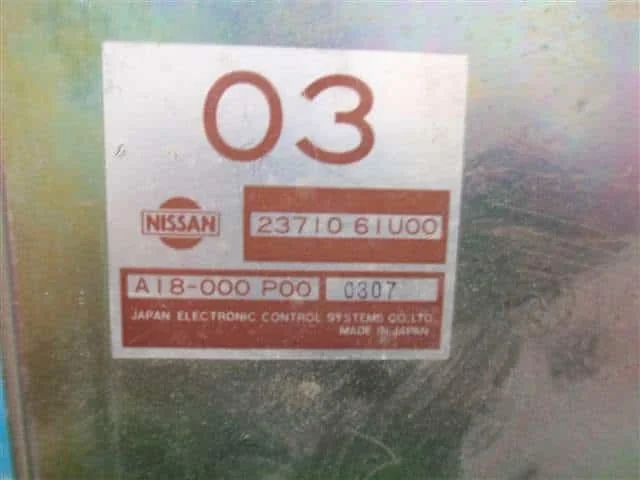 03
NISSAN
23710 61U00
A18-000 P00 0307
JAPAN ELECTRONIC CONTROL SYSTEMS CO.,LTD.
MADE IN JAPAN